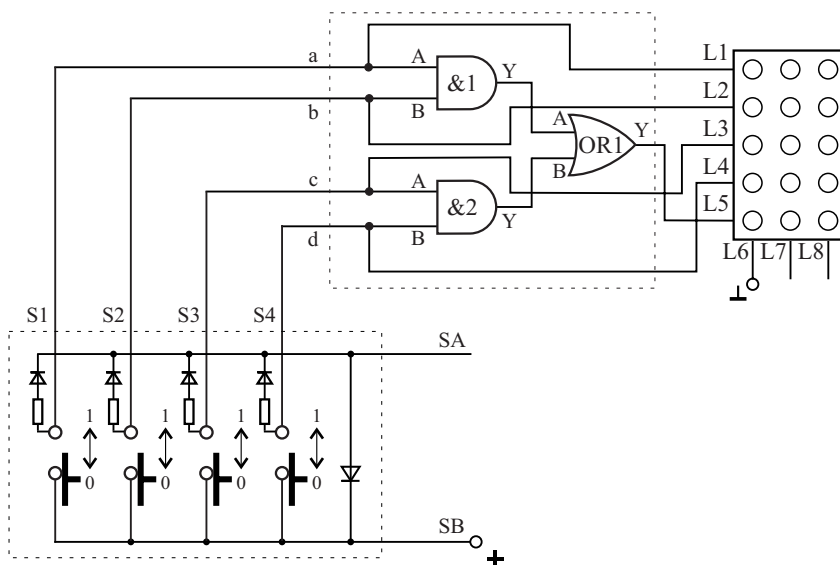 L1
a A Y
&1
L2
b B
A Y L3
OR1
c A B L4
&2
d B Y L5
L6 L7 L8
S1 S2 S3 S4
SA
1 1 1 1
0 0 0 0
SB
+